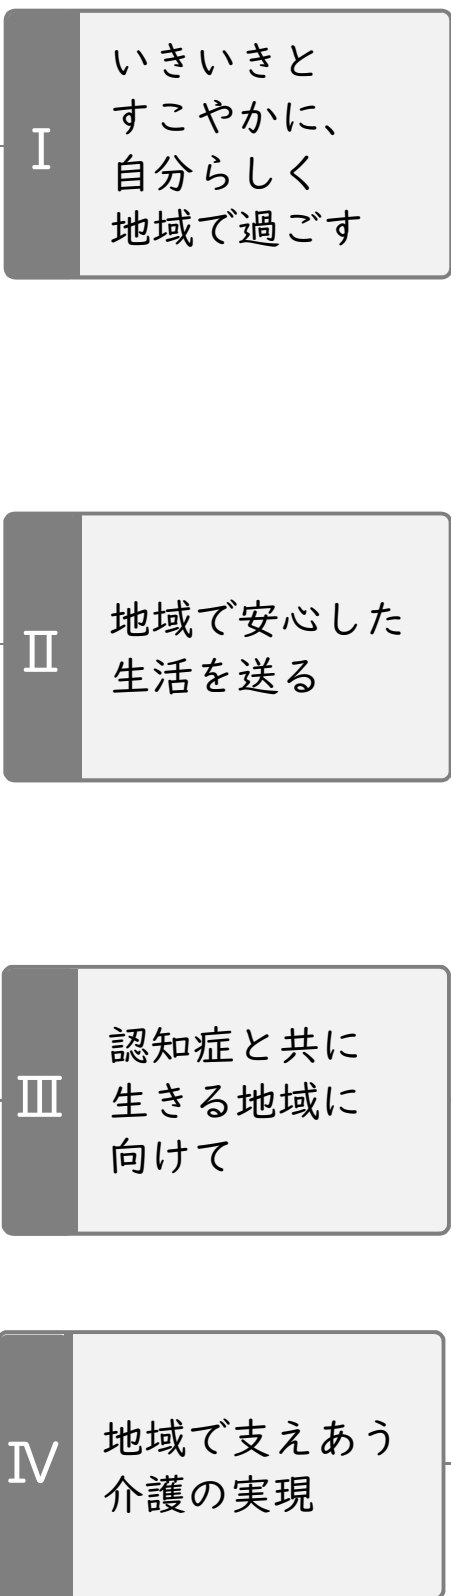 Ⅰ
いきいきと
すこやかに、
自分らしく
地域で過ごす
Ⅱ
地域で安心した
生活を送る
Ⅲ
認知症と共に
生きる地域に
向けて
Ⅳ
地域で支えあう
介護の実現